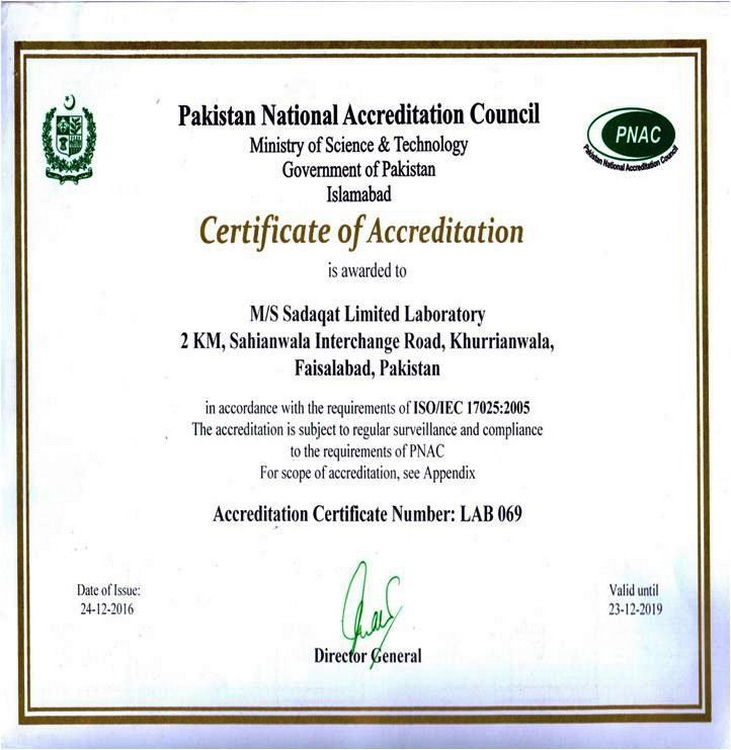 Pakistan National Accreditation Council
Ministry of Science & Technology
Government of Pakistan
Islamabad
PNAC
Pakistan National Accreditation Council
Certificate of Accreditation
is awarded to
M/S Sadaqat Limited Laboratory
2 KM, Sahianwala Interchange Road, Khurrianwala,
Faisalabad, Pakistan
in accordance with the requirements of ISO/IEC 17025:2005
The accreditation is subject to regular surveillance and compliance
to the requirements of PNAC
For scope of accreditation, see Appendix
Accreditation Certificate Number: LAB 069
Date of Issue:
24-12-2016
Valid until
23-12-2019
Director General